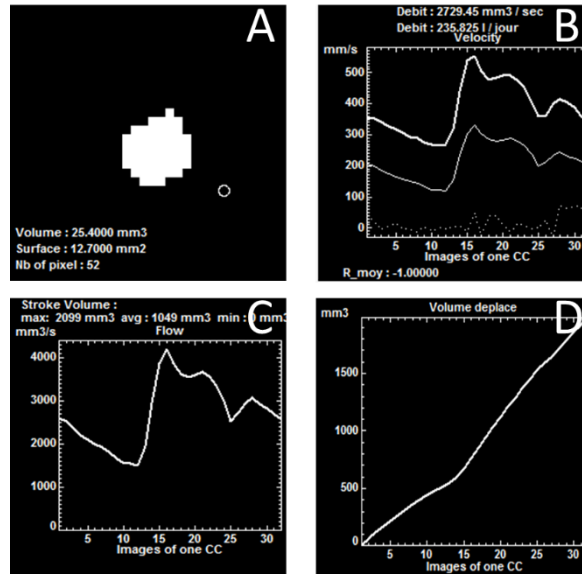 A
Volume : 25.4000 mm3
Surface : 12.7000 mm2
Nb of pixel : 52
Debit : 2729.45 mm3 / sec
Debit : 235.825 l / jour
B
Velocity
mm/s
500
400
300
200
100
0
5 10 15 20 25 30
Images of one CC
R_moy : -1.00000
Stroke Volume :
max: 2099 mm3 avg : 1049 mm3 min : 0 mm3
C
mm3/s
Flow
4000
3000
2000
1000
0
5 10 15 20 25 30
Images of one CC
mm3
Volume deplace
D
1500
1000
500
0
5 10 15 20 25 30
Images of one CC